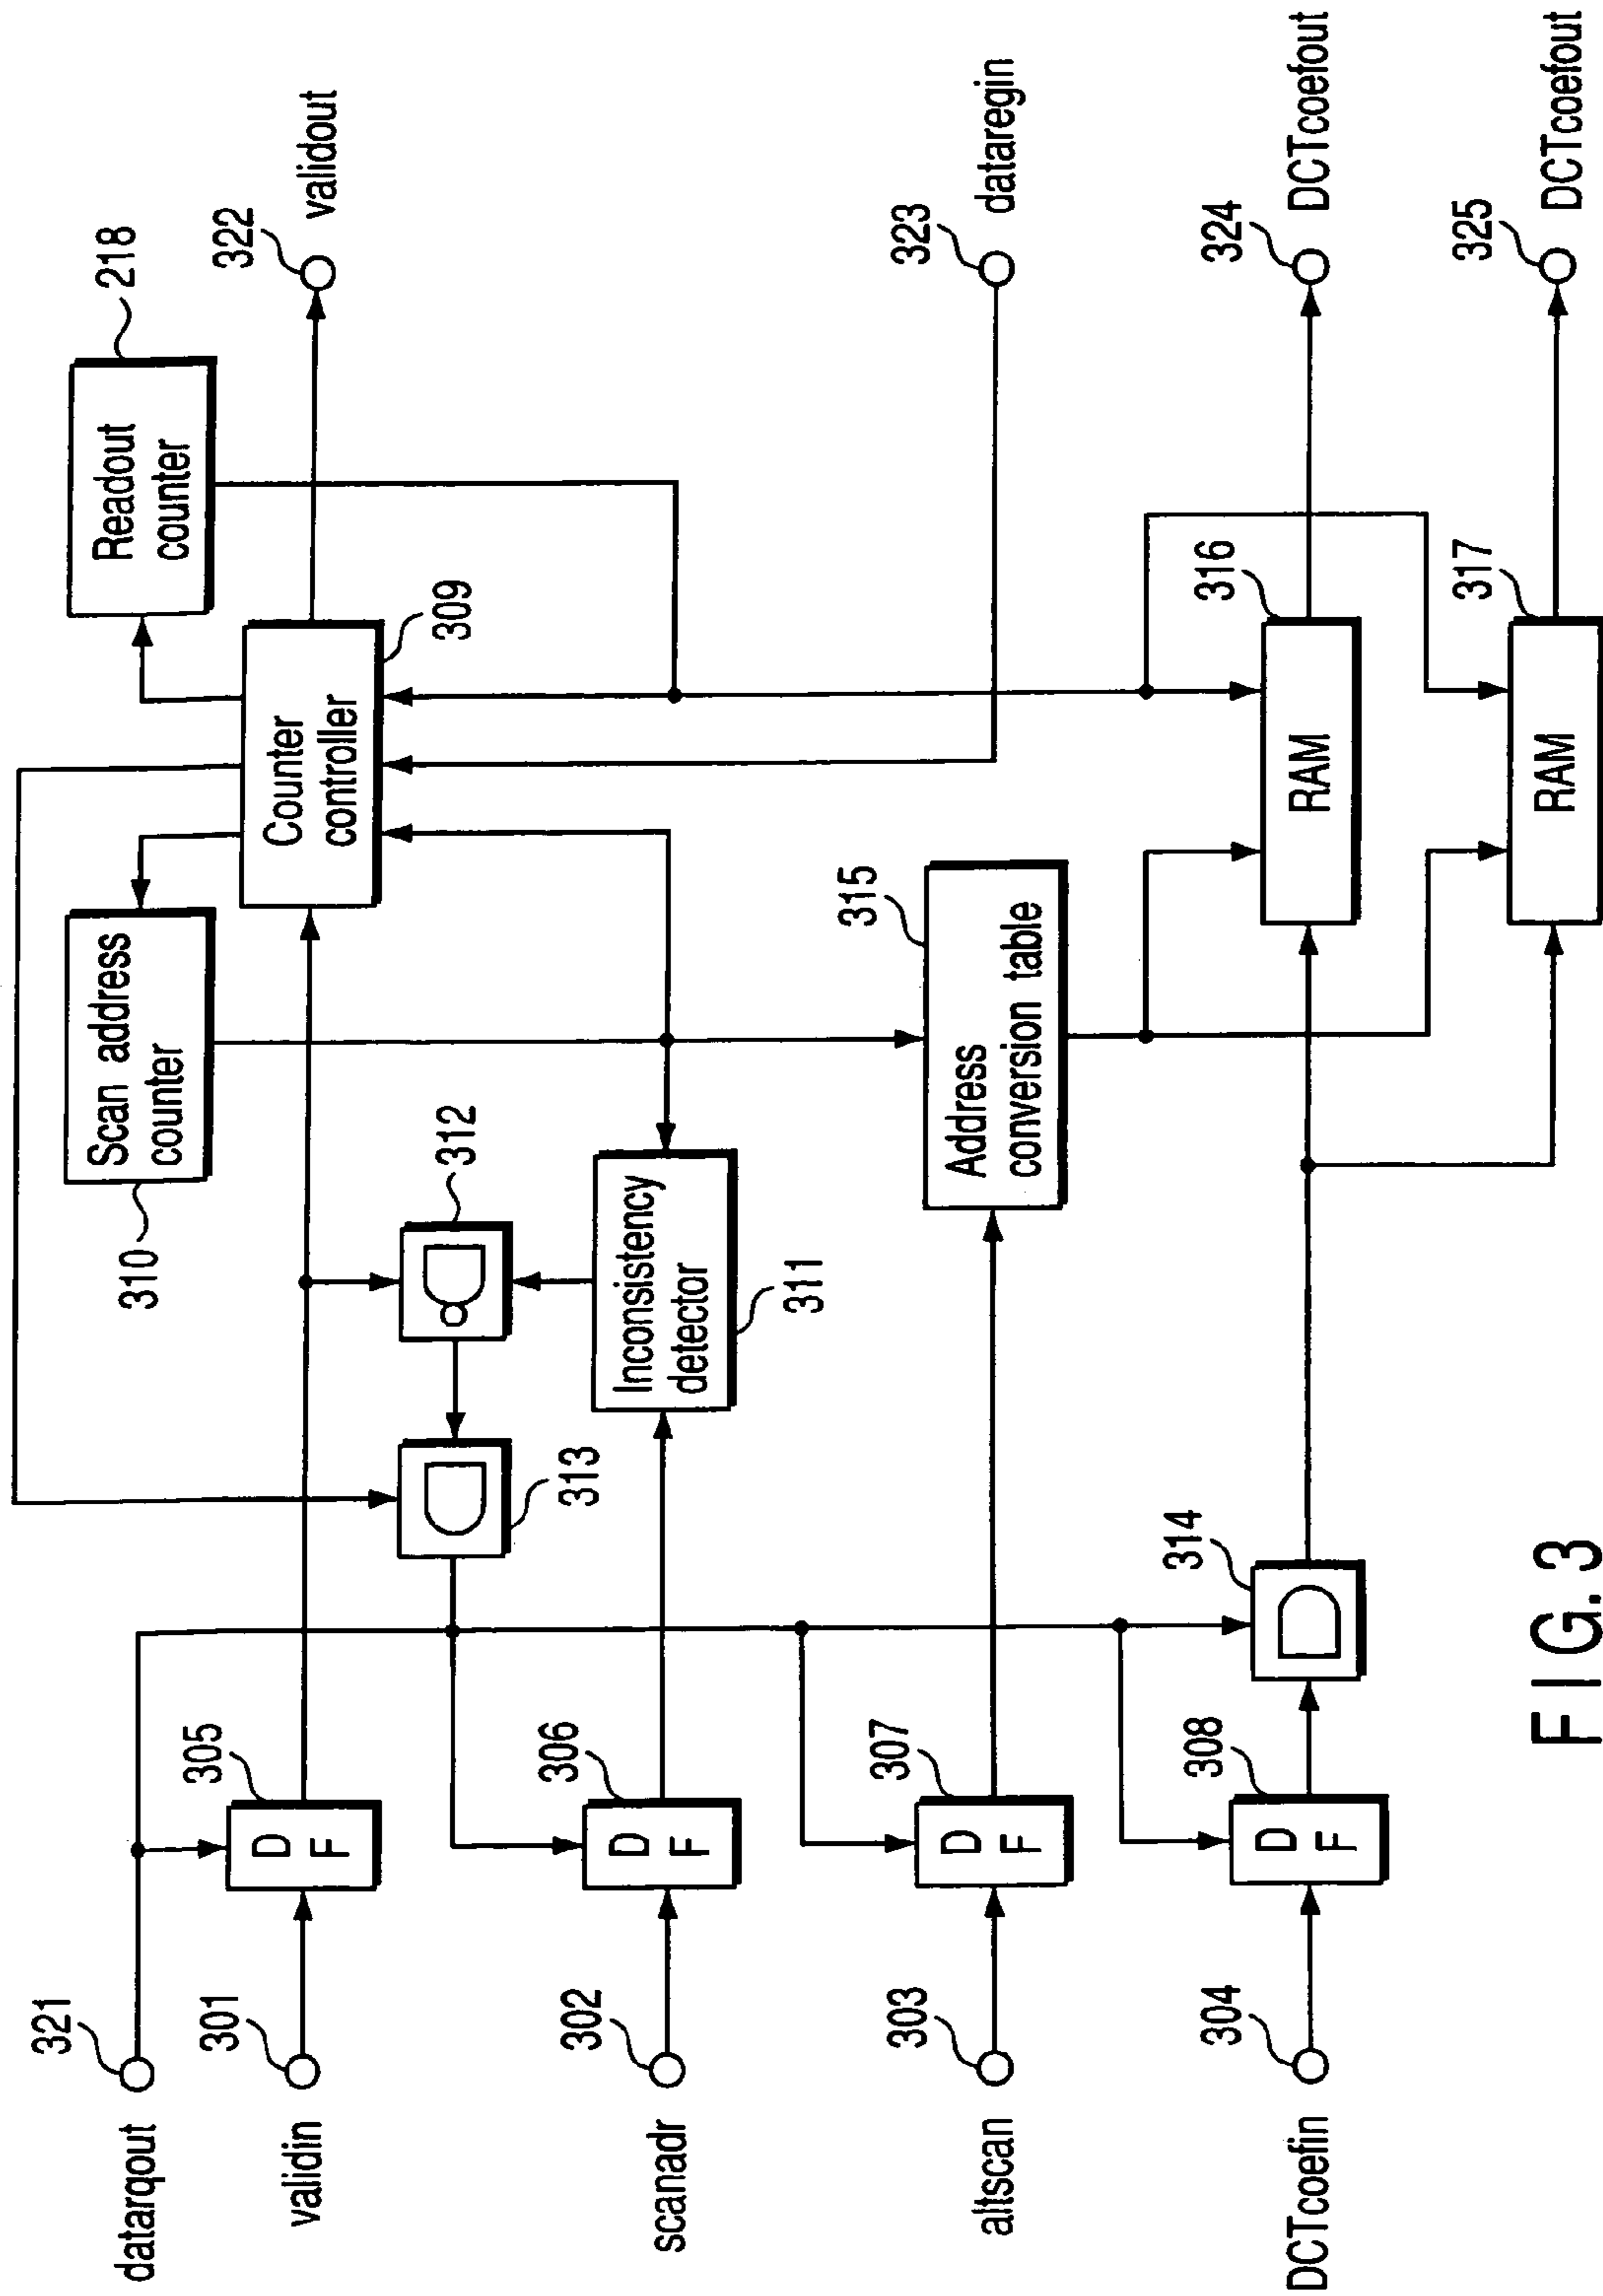 datarqout
321
validin
301
scanadr
302
altscan
303
DCTcoefin
304
D
F
305
D
F
306
D
F
307
D
F
308
313
312
314
Scan address
counter
310
Inconsistency
detector
311
Address
conversion table
315
Counter
controller
309
Readout
counter
218
RAM
316
RAM
317
322
validout
323
dataregin
324
DCTcoefout
325
DCTcoefout
FIG. 3